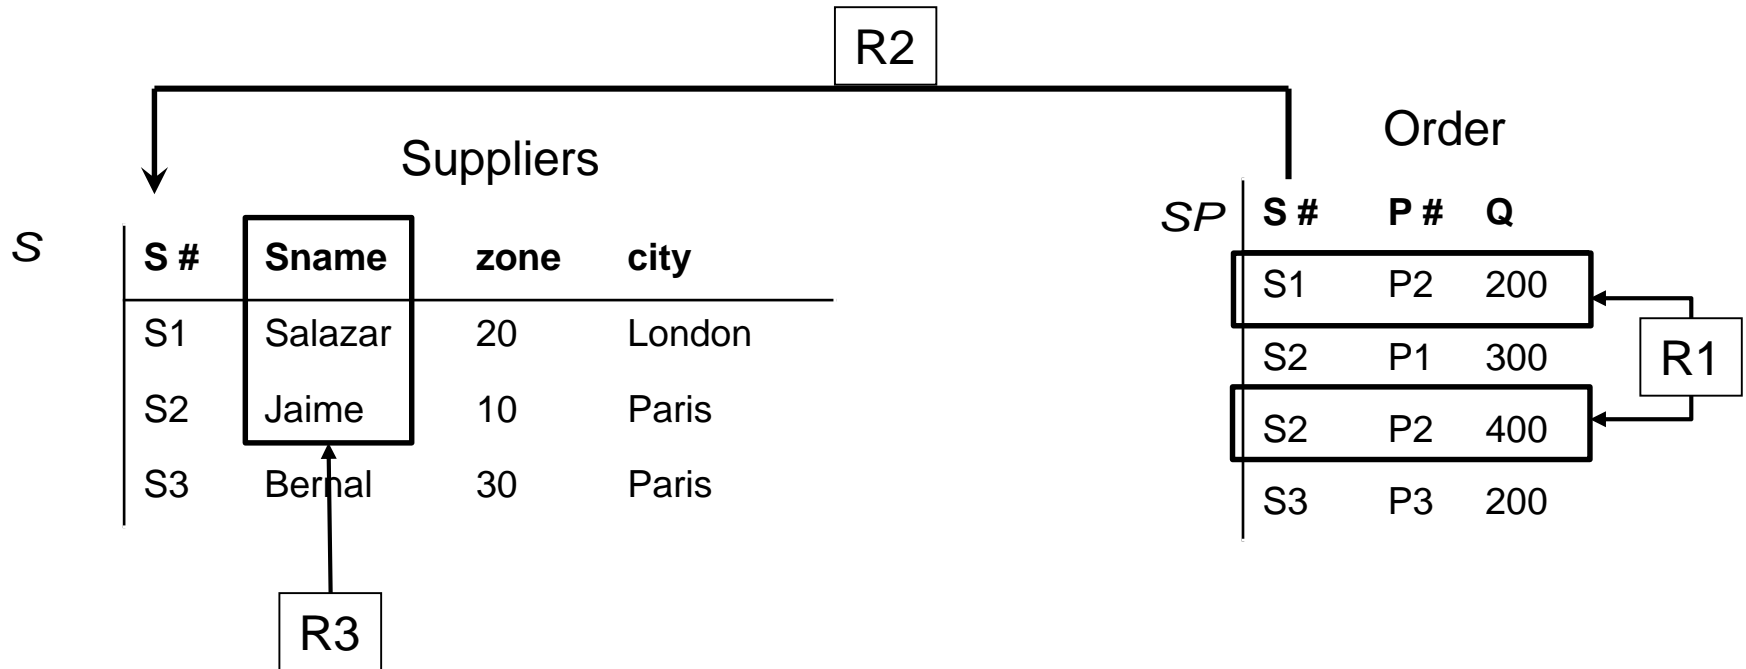 R2
Suppliers
S
S # Sname zone city
S1 Salazar 20 London
S2 Jaime 10 Paris
S3 Bernal 30 Paris
R3
Order
SP
S # P # Q
S1 P2 200
S2 P1 300
S2 P2 400
S3 P3 200
R1